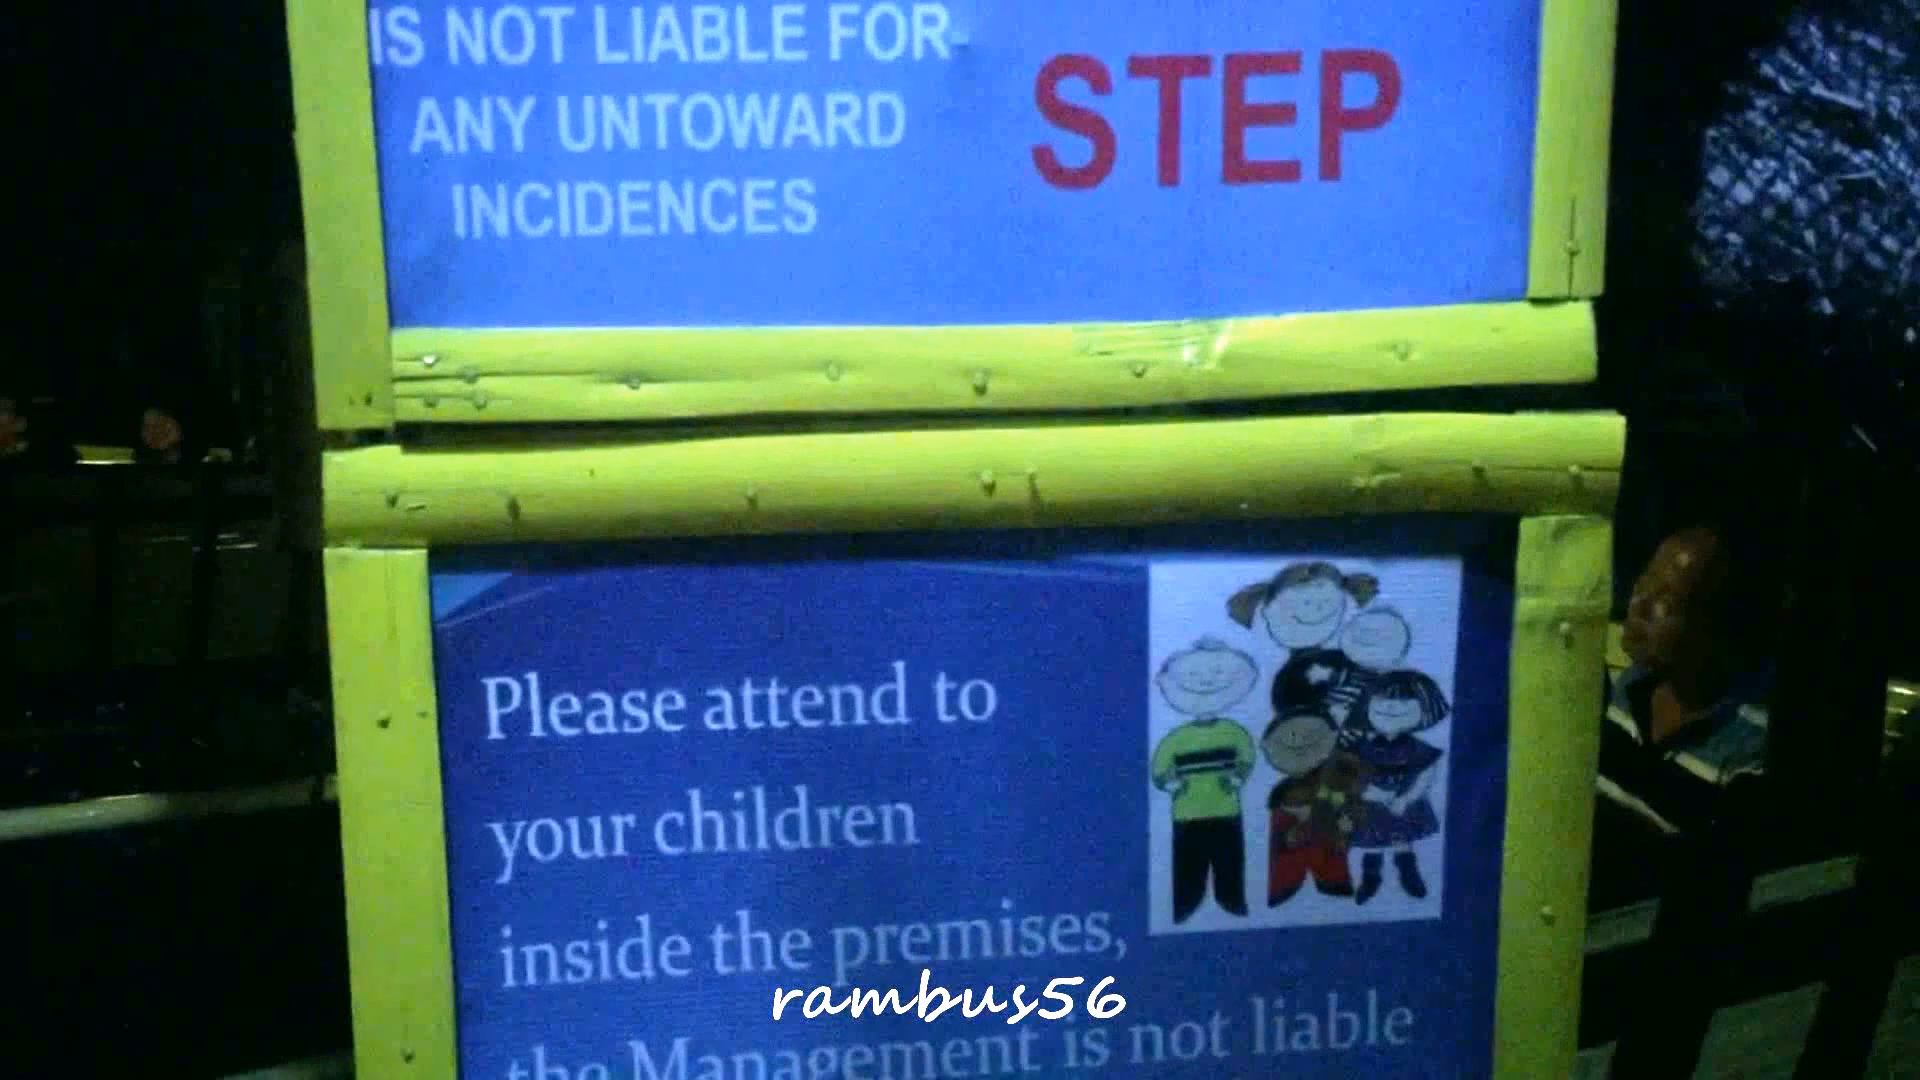 IS NOT LIABLE FOR
ANY UNTOWARD
INCIDENCES
STEP
Please attend to
your children
inside the premises,
the Management is not liable
rambus56